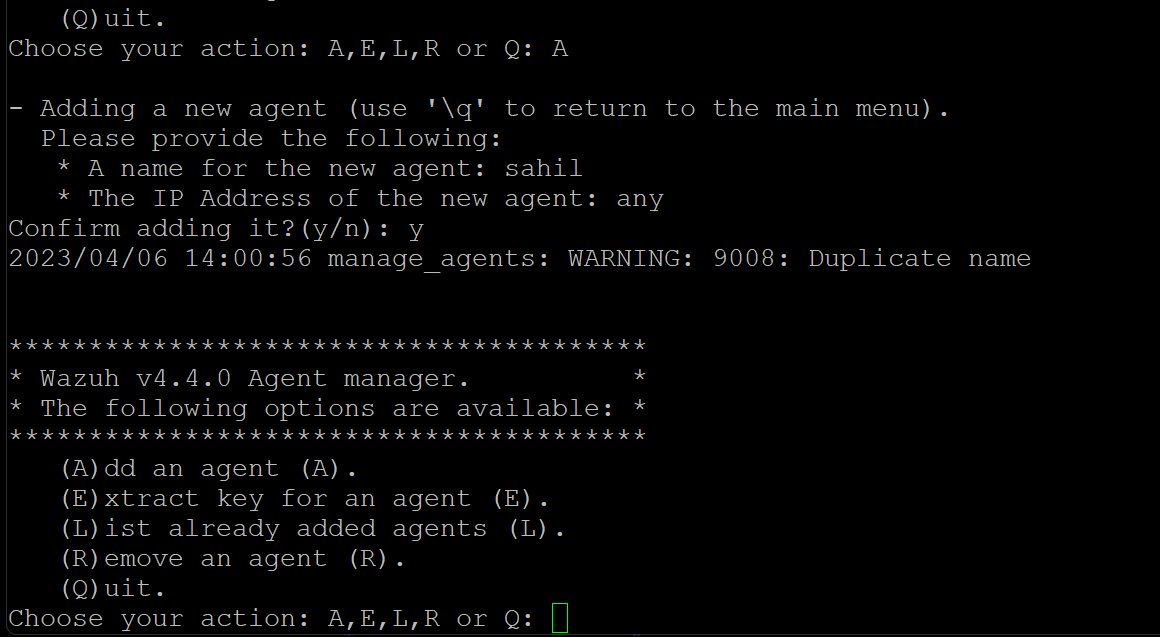 (Q)uit.
Choose your action: A,E,L,R or Q: A
- Adding a new agent (use '\q' to return to the main menu).
Please provide the following:
* A name for the new agent: sahil
* The IP Address of the new agent: any
Confirm adding it?(y/n): y
2023/04/06 14:00:56 manage_agents: WARNING: 9008: Duplicate name
****************************************
* Wazuh v4.4.0 Agent manager.          *
* The following options are available: *
****************************************
(A)dd an agent (A).
(E)xtract key for an agent (E).
(L)ist already added agents (L).
(R)emove an agent (R).
(Q)uit.
Choose your action: A,E,L,R or Q: